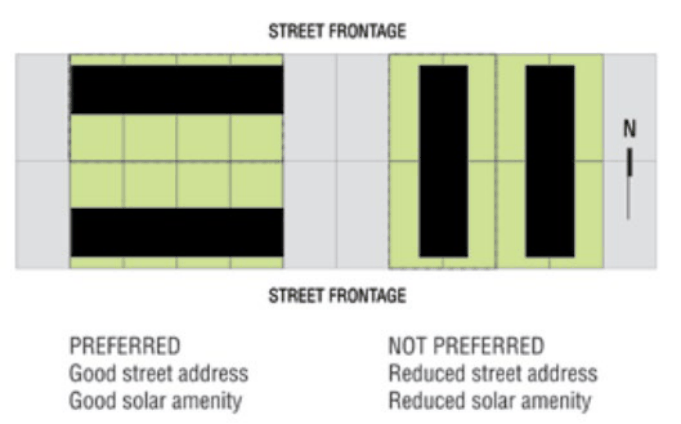 STREET FRONTAGE
N
STREET FRONTAGE
PREFERRED
Good street address
Good solar amenity
NOT PREFERRED
Reduced street address
Reduced solar amenity